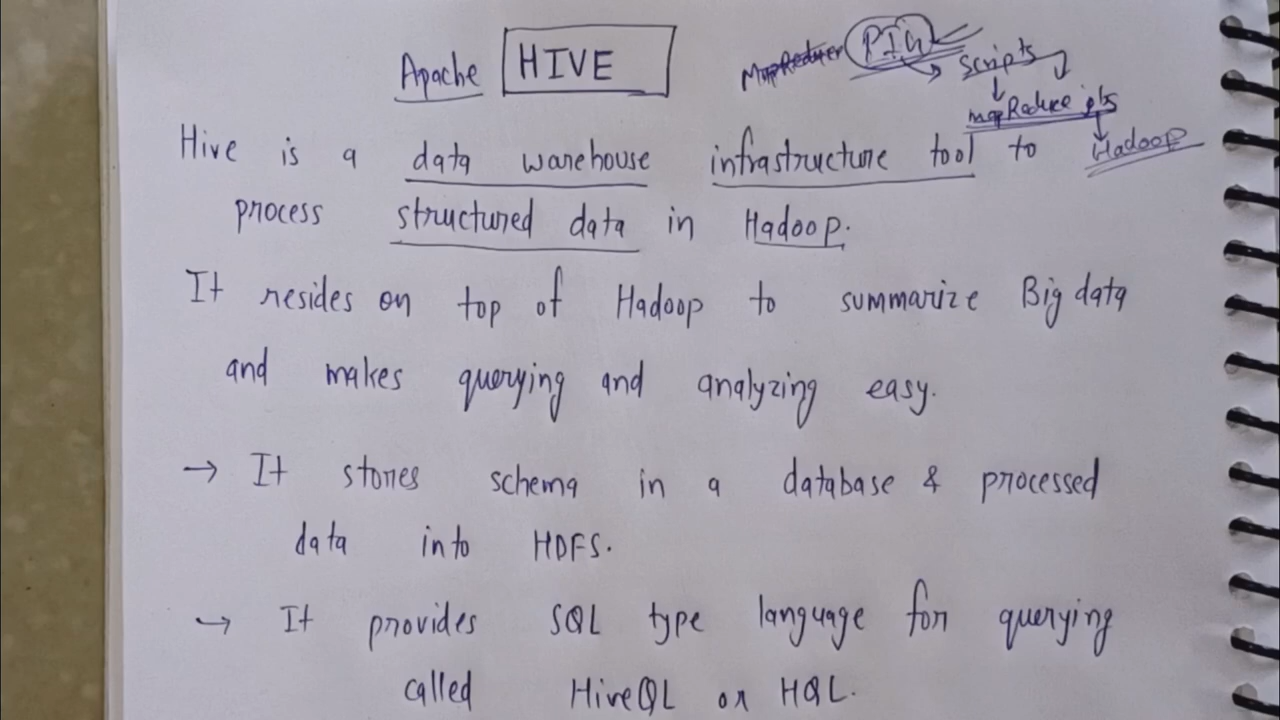 Apache HIVE
MapReducer PIG
scripts
mapReduce jobs
Hadoop
Hive is a data warehouse infrastructure tool to
process structured data in Hadoop.
It resides on top of Hadoop to summarize Big data
and makes querying and analyzing easy.
→ It stores schema in a database & processed
data into HDFS.
→ It provides SQL type language for querying
called HiveQL or HQL.